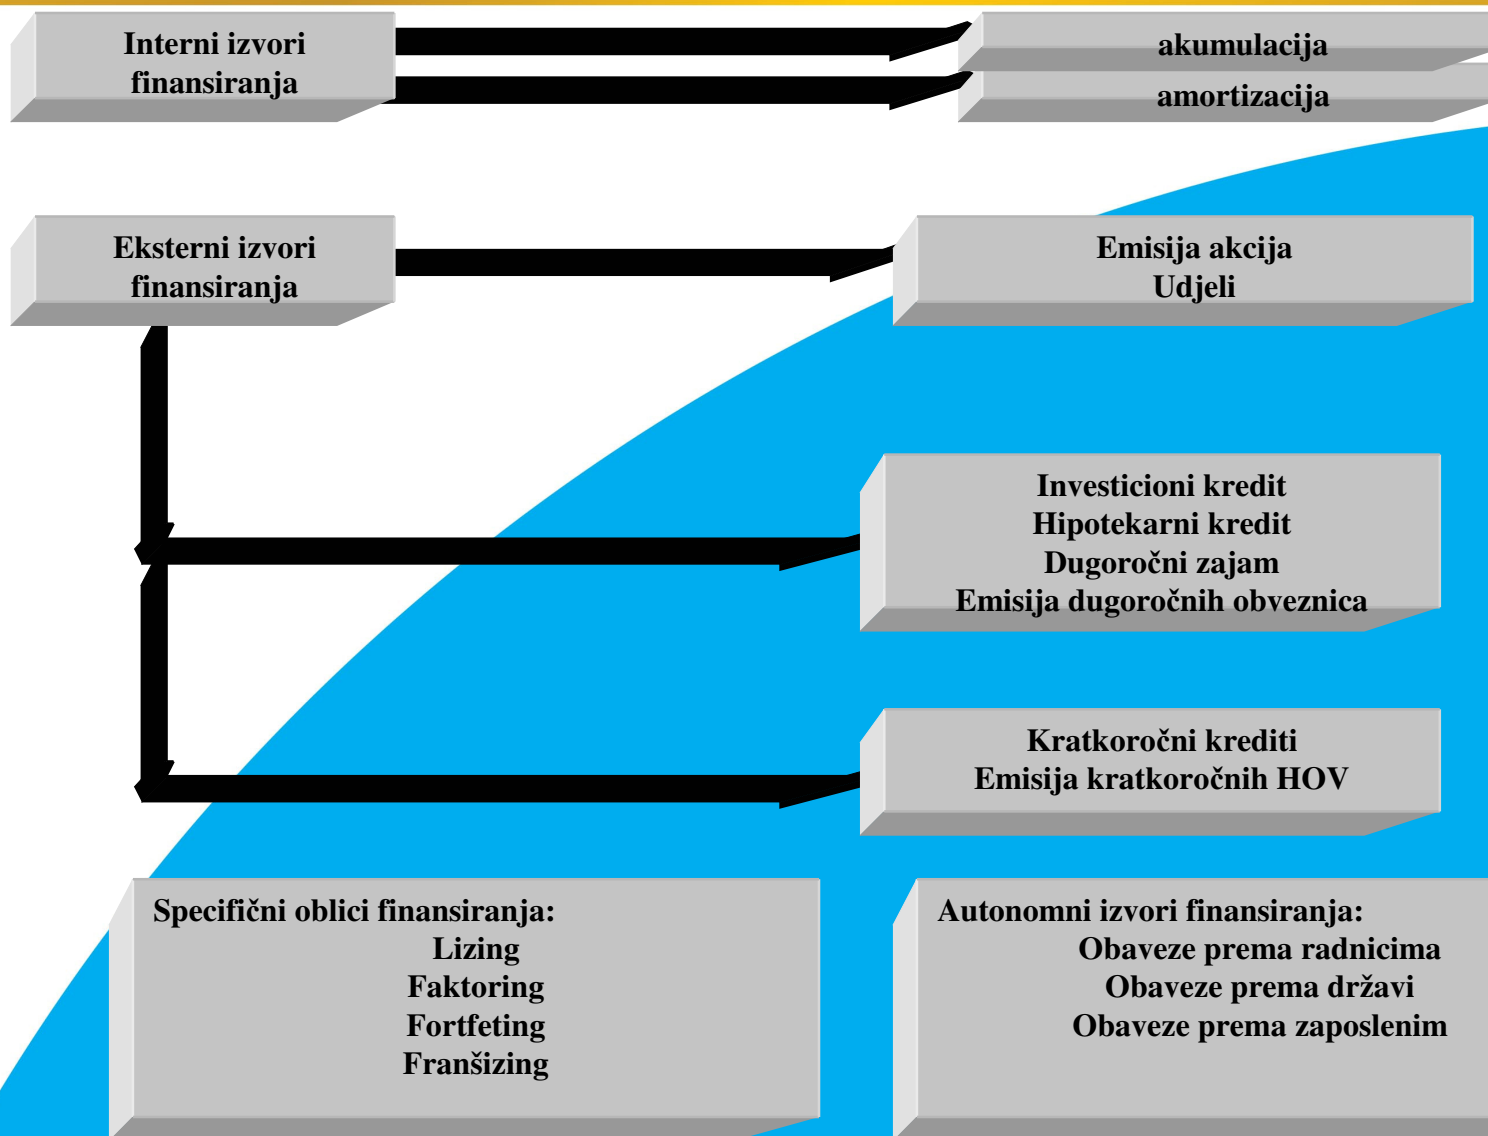 Interni izvori
finansiranja
akumulacija
amortizacija
Eksterni izvori
finansiranja
Emisija akcija
Udjeli
Investicioni kredit
Hipotekarni kredit
Dugoročni zajam
Emisija dugoročnih obveznica
Kratkoročni krediti
Emisija kratkoročnih HOV
Specifični oblici finansiranja:
Lizing
Faktoring
Fortfeting
Franšizing
Autonomni izvori finansiranja:
Obaveze prema radnicima
Obaveze prema državi
Obaveze prema zaposlenim